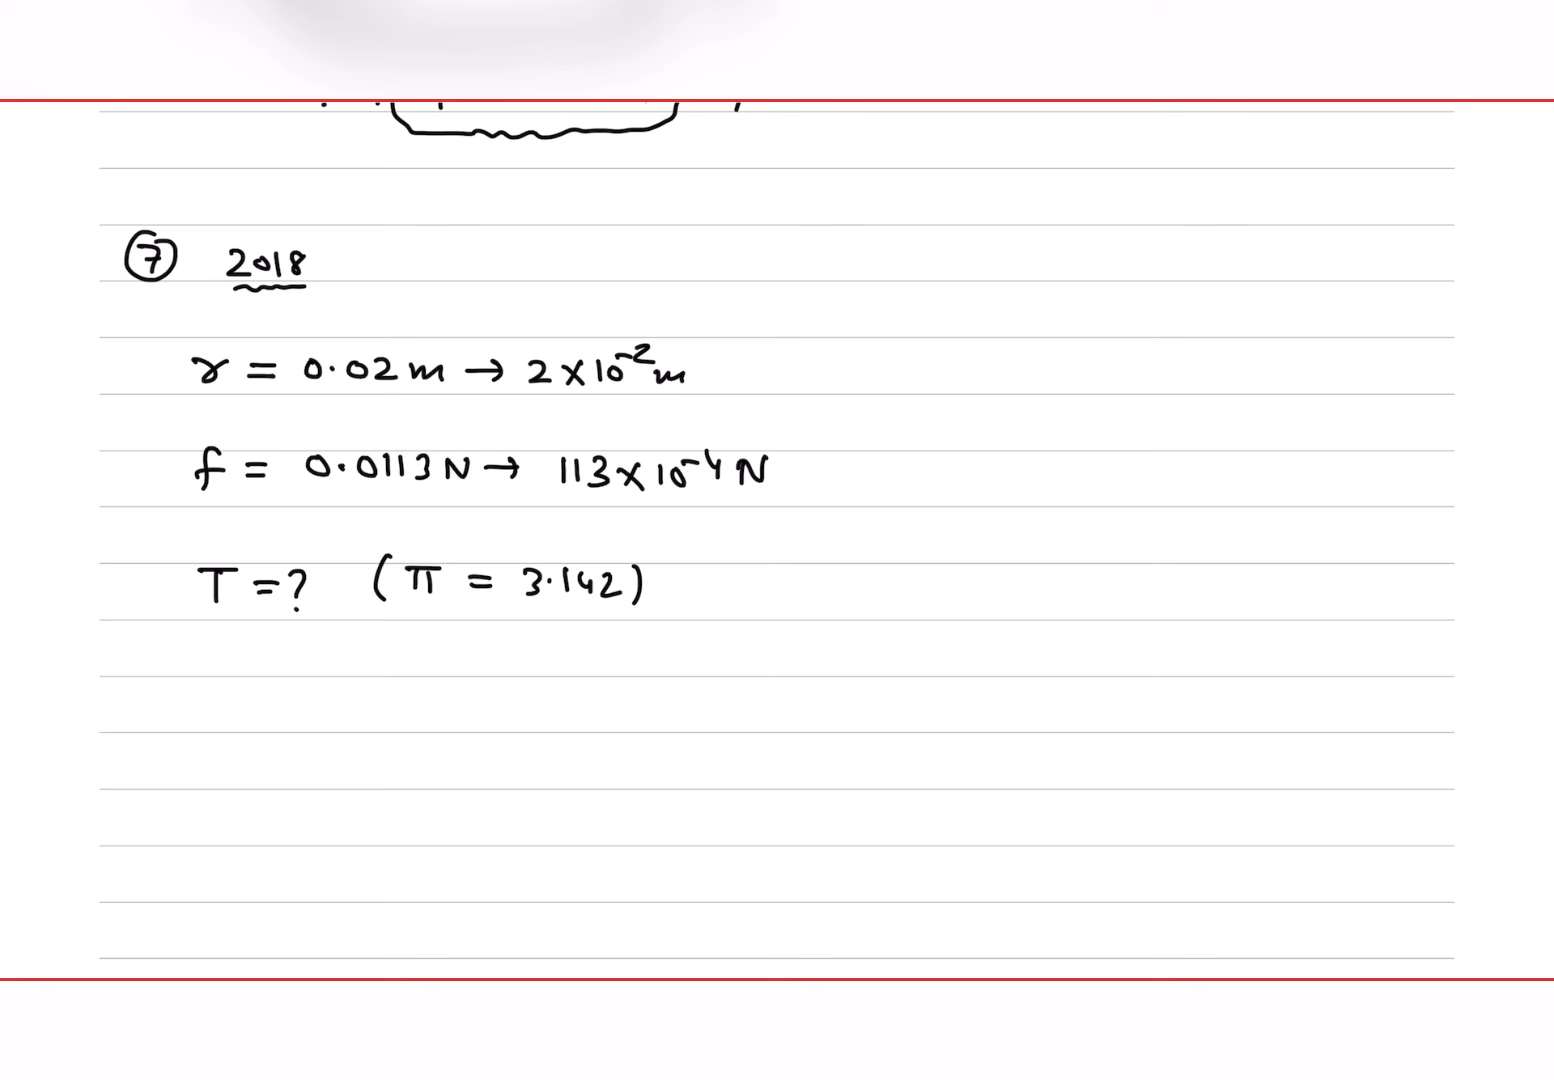 7 2018
r = 0.02 m → 2 × 10⁻² m
f = 0.0113 N → 113 × 10⁻⁴ N
T = ? (π = 3.142)